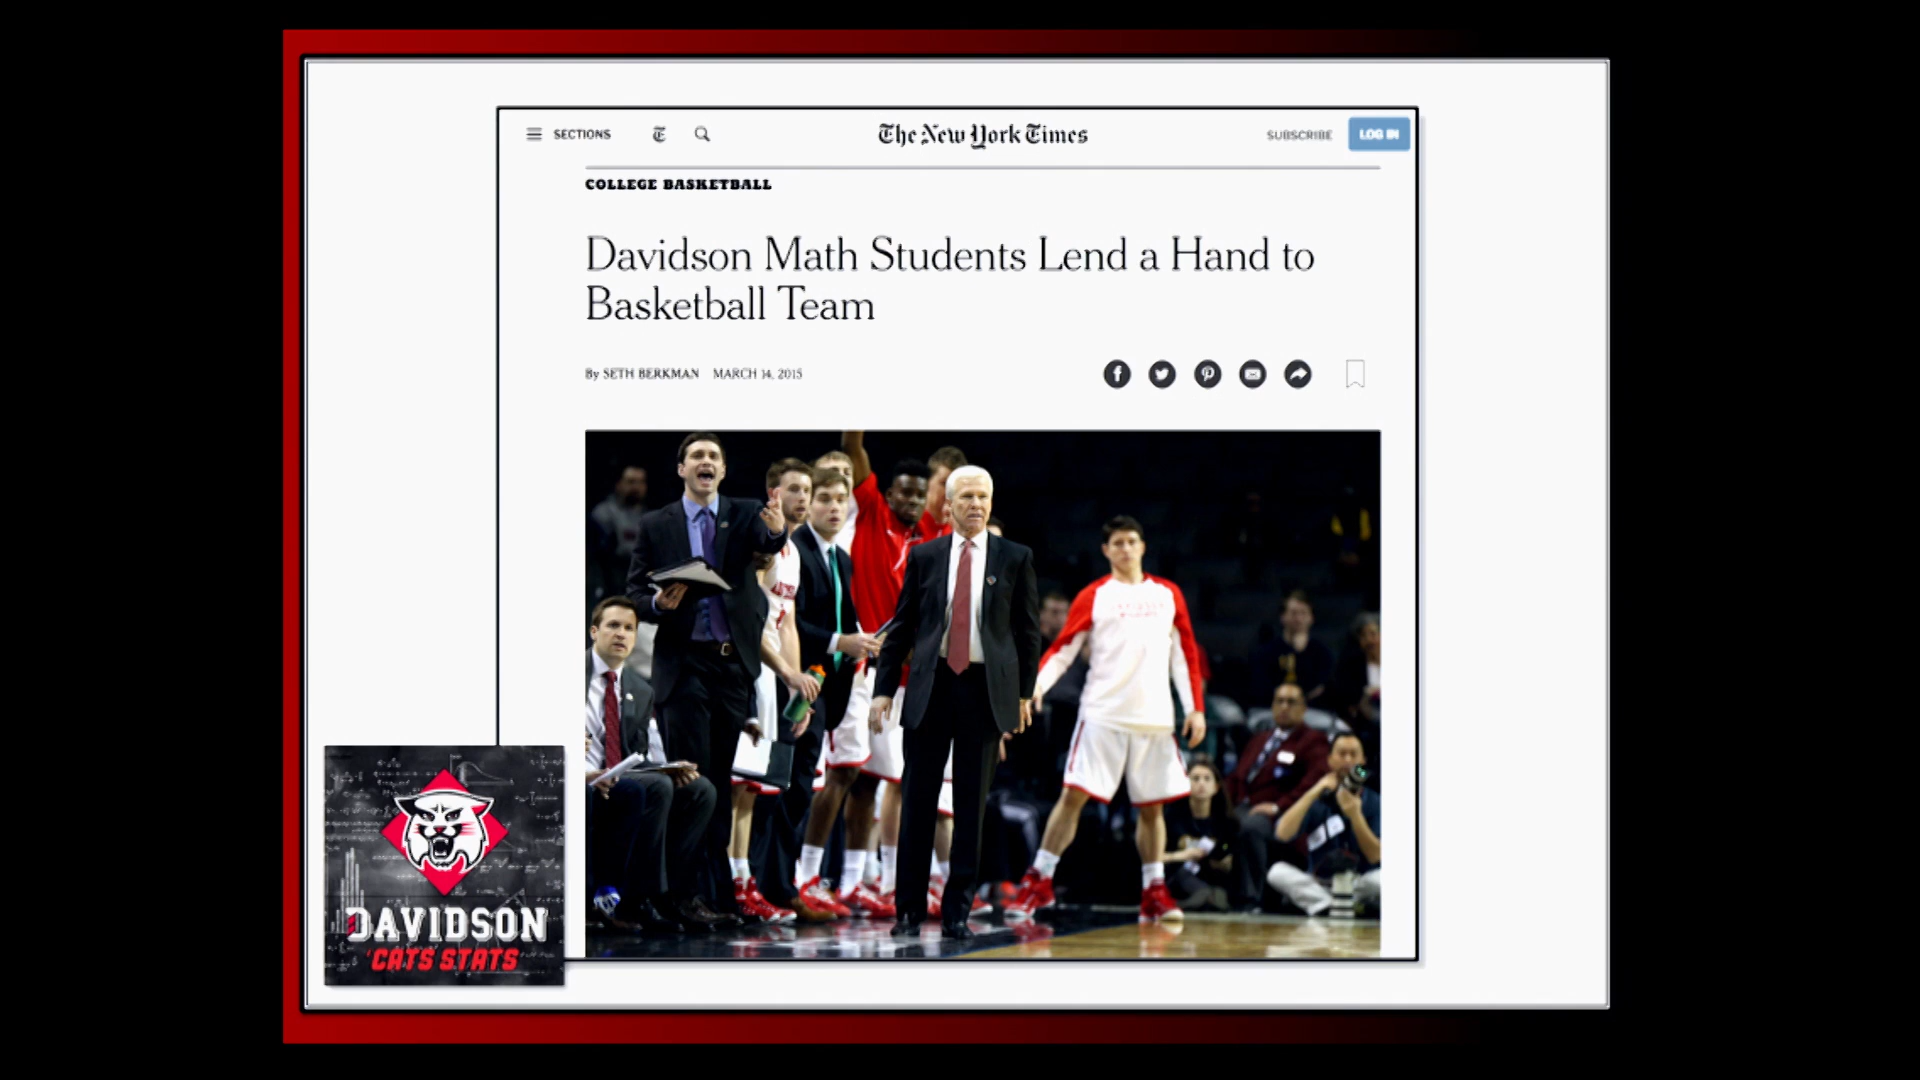 SECTIONS
The New York Times
SUBSCRIBE
LOG IN
COLLEGE BASKETBALL
Davidson Math Students Lend a Hand to
Basketball Team
By SETH BERKMAN MARCH 14, 2015
DAVIDSON
'CATS STATS